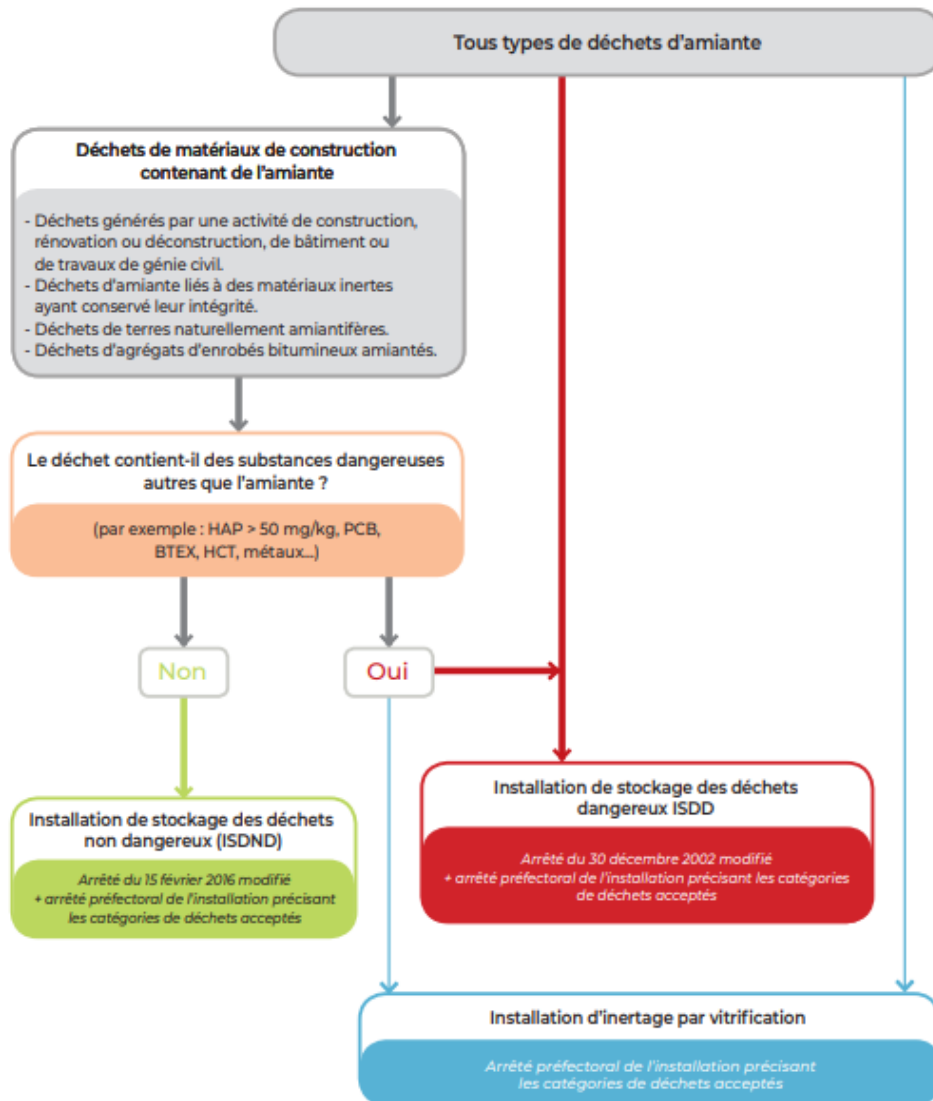 Tous types de déchets d'amiante
Déchets de matériaux de construction
contenant de l'amiante
- Déchets générés par une activité de construction,
rénovation ou déconstruction, de bâtiment ou
de travaux de génie civil.
- Déchets d'amiante liés à des matériaux inertes
ayant conservé leur intégrité.
- Déchets de terres naturellement amiantifères.
- Déchets d'agrégats d'enrobés bitumineux amiantés.
Le déchet contient-il des substances dangereuses
autres que l'amiante ?
(par exemple : HAP > 50 mg/kg, PCB,
BTEX, HCT, métaux...)
Non
Oui
Installation de stockage des déchets
dangereux ISDD
Arrêté du 30 décembre 2002 modifié
+ arrêté préfectoral de l'installation précisant les catégories
de déchets acceptés
Installation de stockage des déchets
non dangereux (ISDND)
Arrêté du 15 février 2016 modifié
+ arrêté préfectoral de l'installation précisant
les catégories de déchets acceptés
Installation d'inertage par vitrification
Arrêté préfectoral de l'installation précisant
les catégories de déchets acceptés